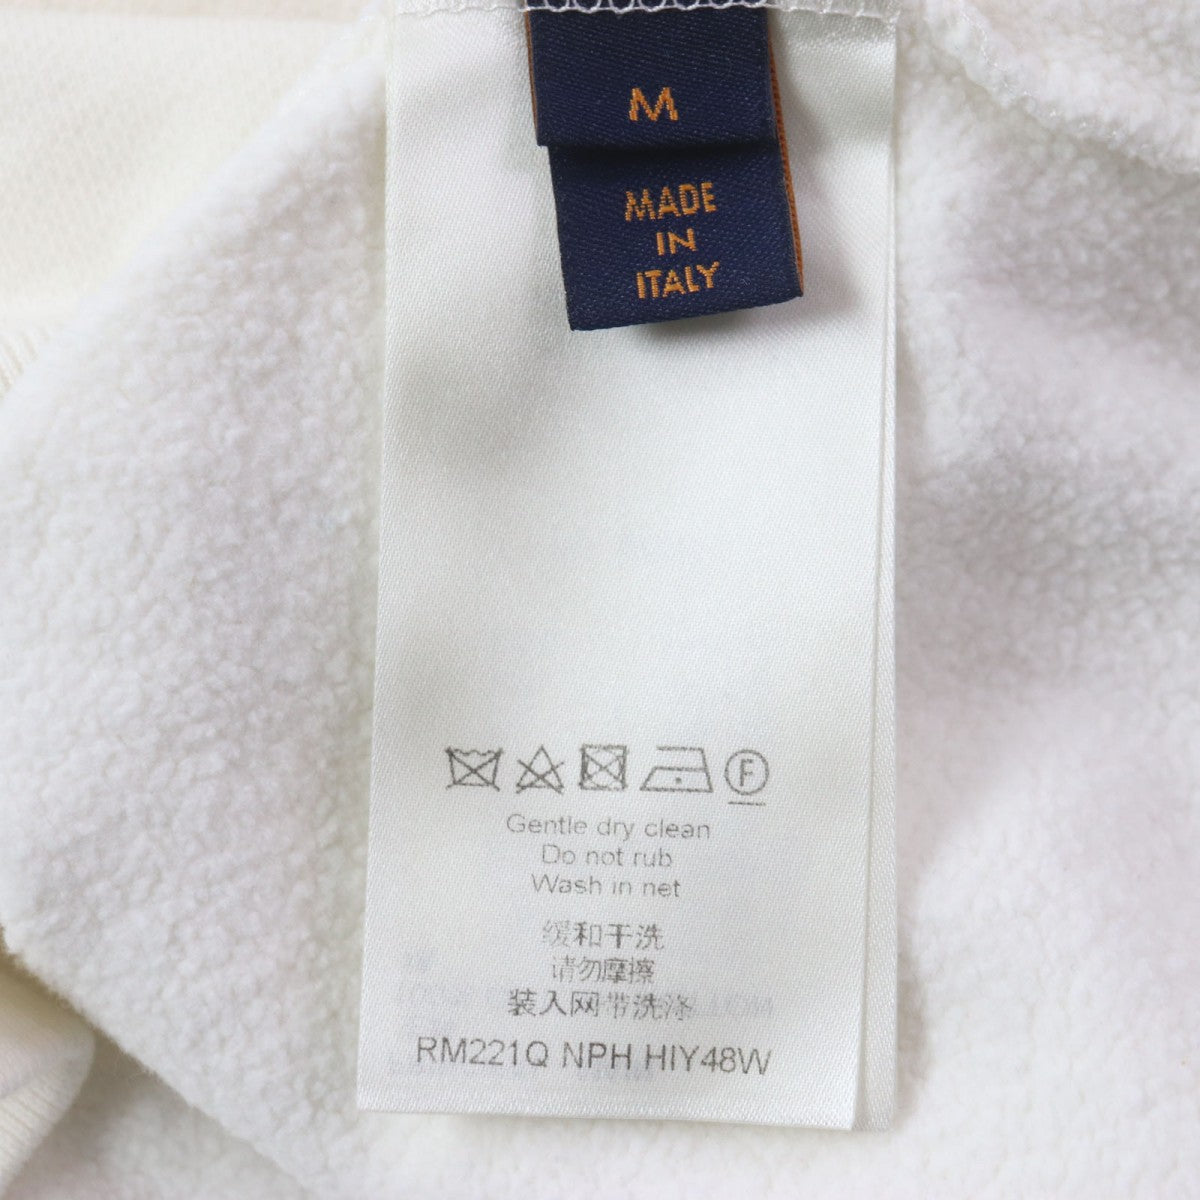 M
MADE
IN
ITALY
F
Gentle dry clean
Do not rub
Wash in net
缓和干洗
请勿摩擦
装入网带洗涤
RM221Q NPH HIY48W